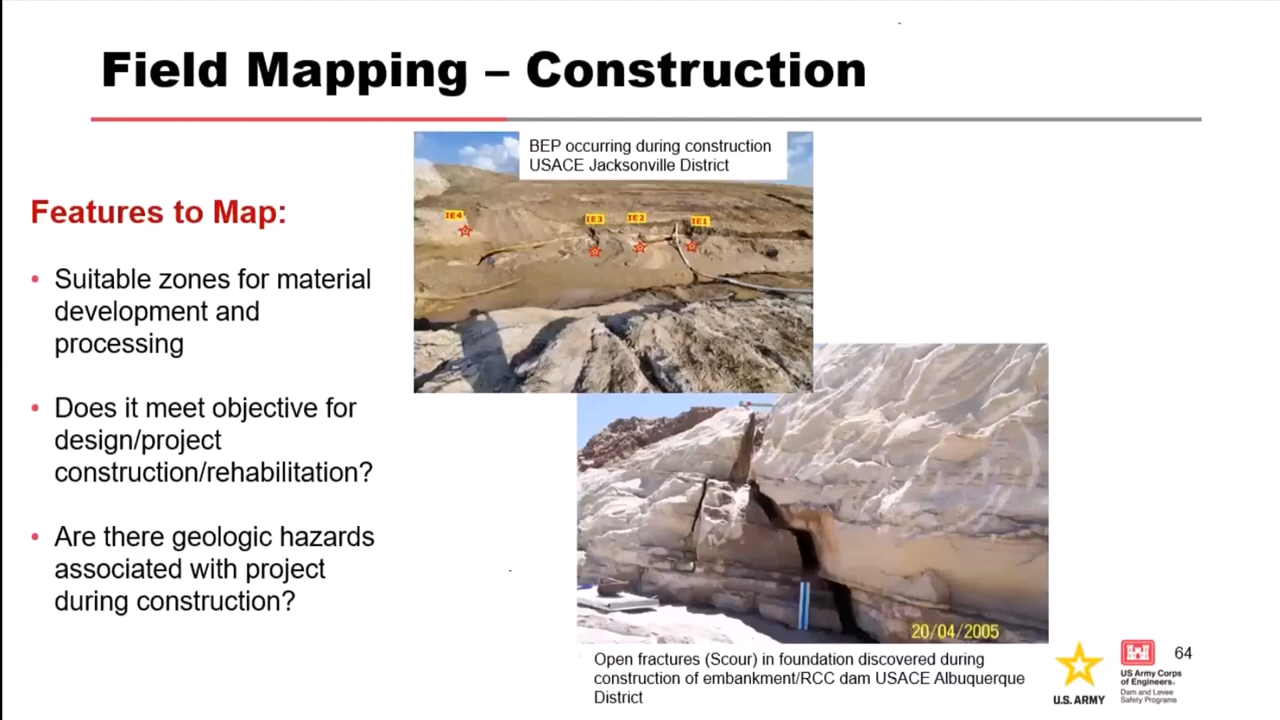 Field Mapping – Construction
BEP occurring during construction
USACE Jacksonville District
Features to Map:
IE4
IE3
IE2
IE1
• Suitable zones for material
development and
processing
• Does it meet objective for
design/project
construction/rehabilitation?
• Are there geologic hazards
associated with project
during construction?
20/04/2005
Open fractures (Scour) in foundation discovered during
construction of embankment/RCC dam USACE Albuquerque
District
U.S. ARMY
US Army Corps
of Engineers.
Dam and Levee
Safety Programs
64